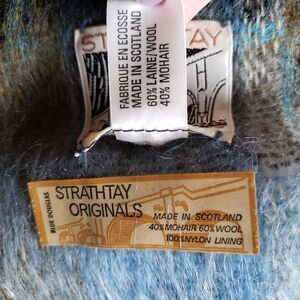 STRATHTAY
FABRIQUE EN ECOSSE
MADE IN SCOTLAND
60% LAINE/WOOL
40% MOHAIR
BLUE DOUGLAS
STRATHTAY
ORIGINALS
MADE IN SCOTLAND
40% MOHAIR 60% WOOL
100% NYLON LINING